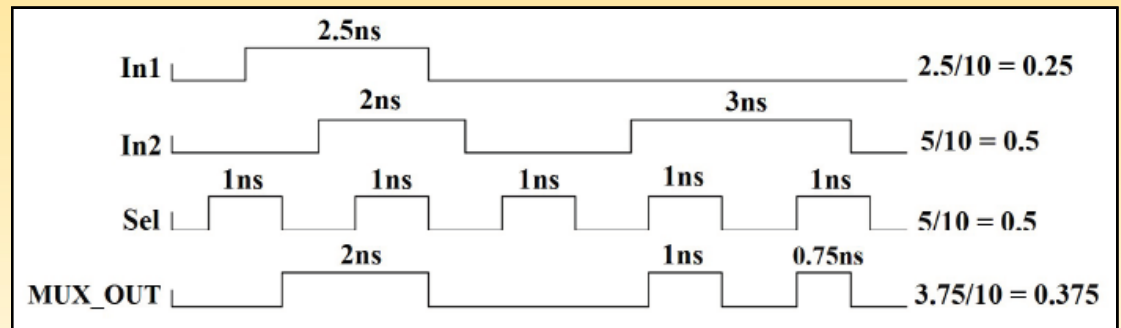 2.5ns
In1 2.5/10 = 0.25
2ns 3ns
In2 5/10 = 0.5
1ns 1ns 1ns 1ns 1ns
Sel 5/10 = 0.5
2ns 1ns 0.75ns
MUX_OUT 3.75/10 = 0.375